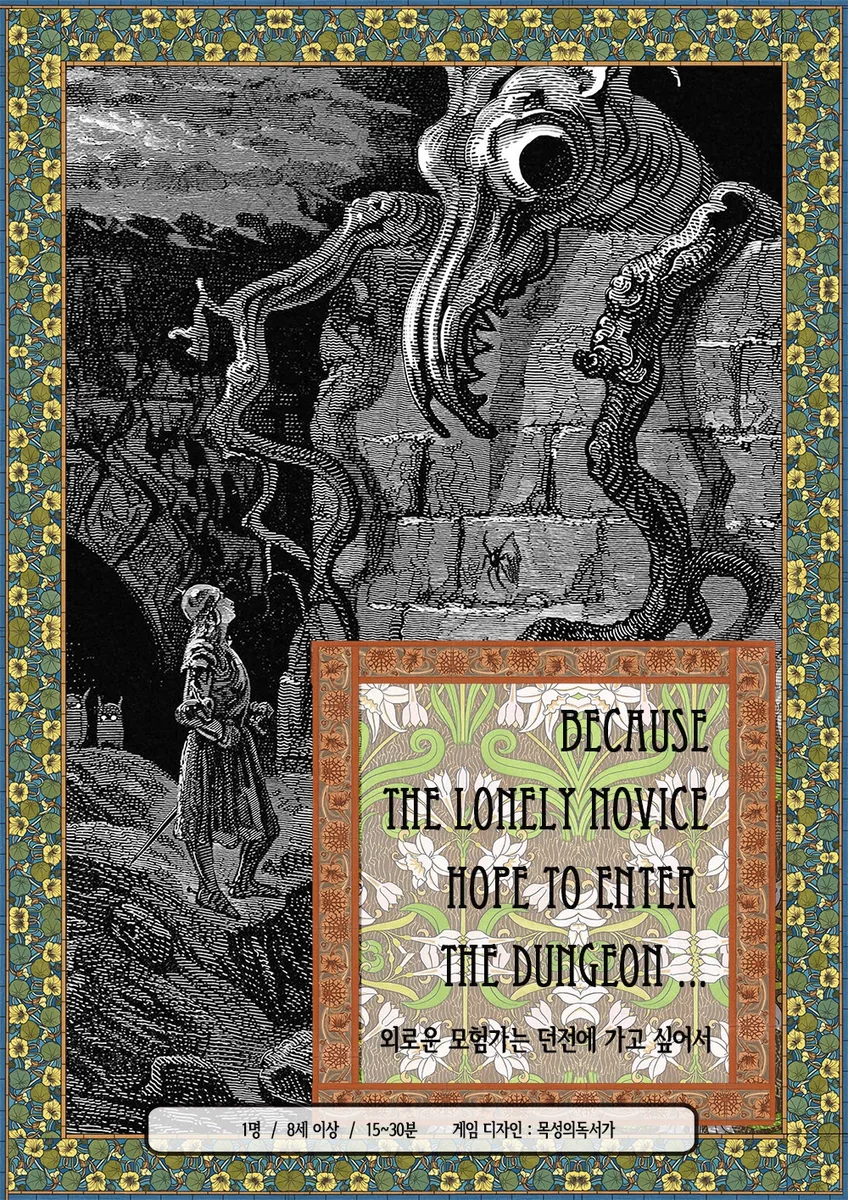 BECAUSE
THE LONELY NOVICE
HOPE TO ENTER
THE DUNGEON ...
외로운 모험가는 던전에 가고 싶어서
1명 / 8세 이상 / 15~30분 게임 디자인 : 목성의독서가